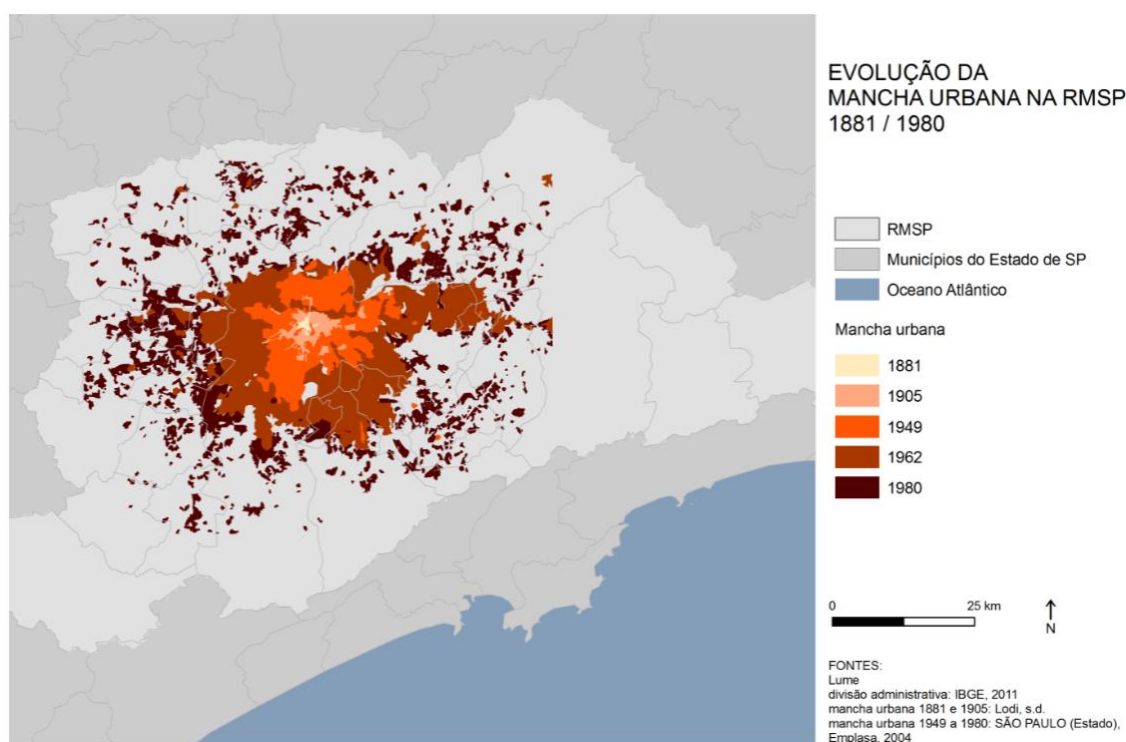 EVOLUÇÃO DA
MANCHA URBANA NA RMSP
1881 / 1980
RMSP
Municípios do Estado de SP
Oceano Atlântico
Mancha urbana
1881
1905
1949
1962
1980
0 25 km
N
FONTES:
Lume
divisão administrativa: IBGE, 2011
mancha urbana 1881 e 1905: Lodi, s.d.
mancha urbana 1949 a 1980: SÃO PAULO (Estado),
Emplasa, 2004